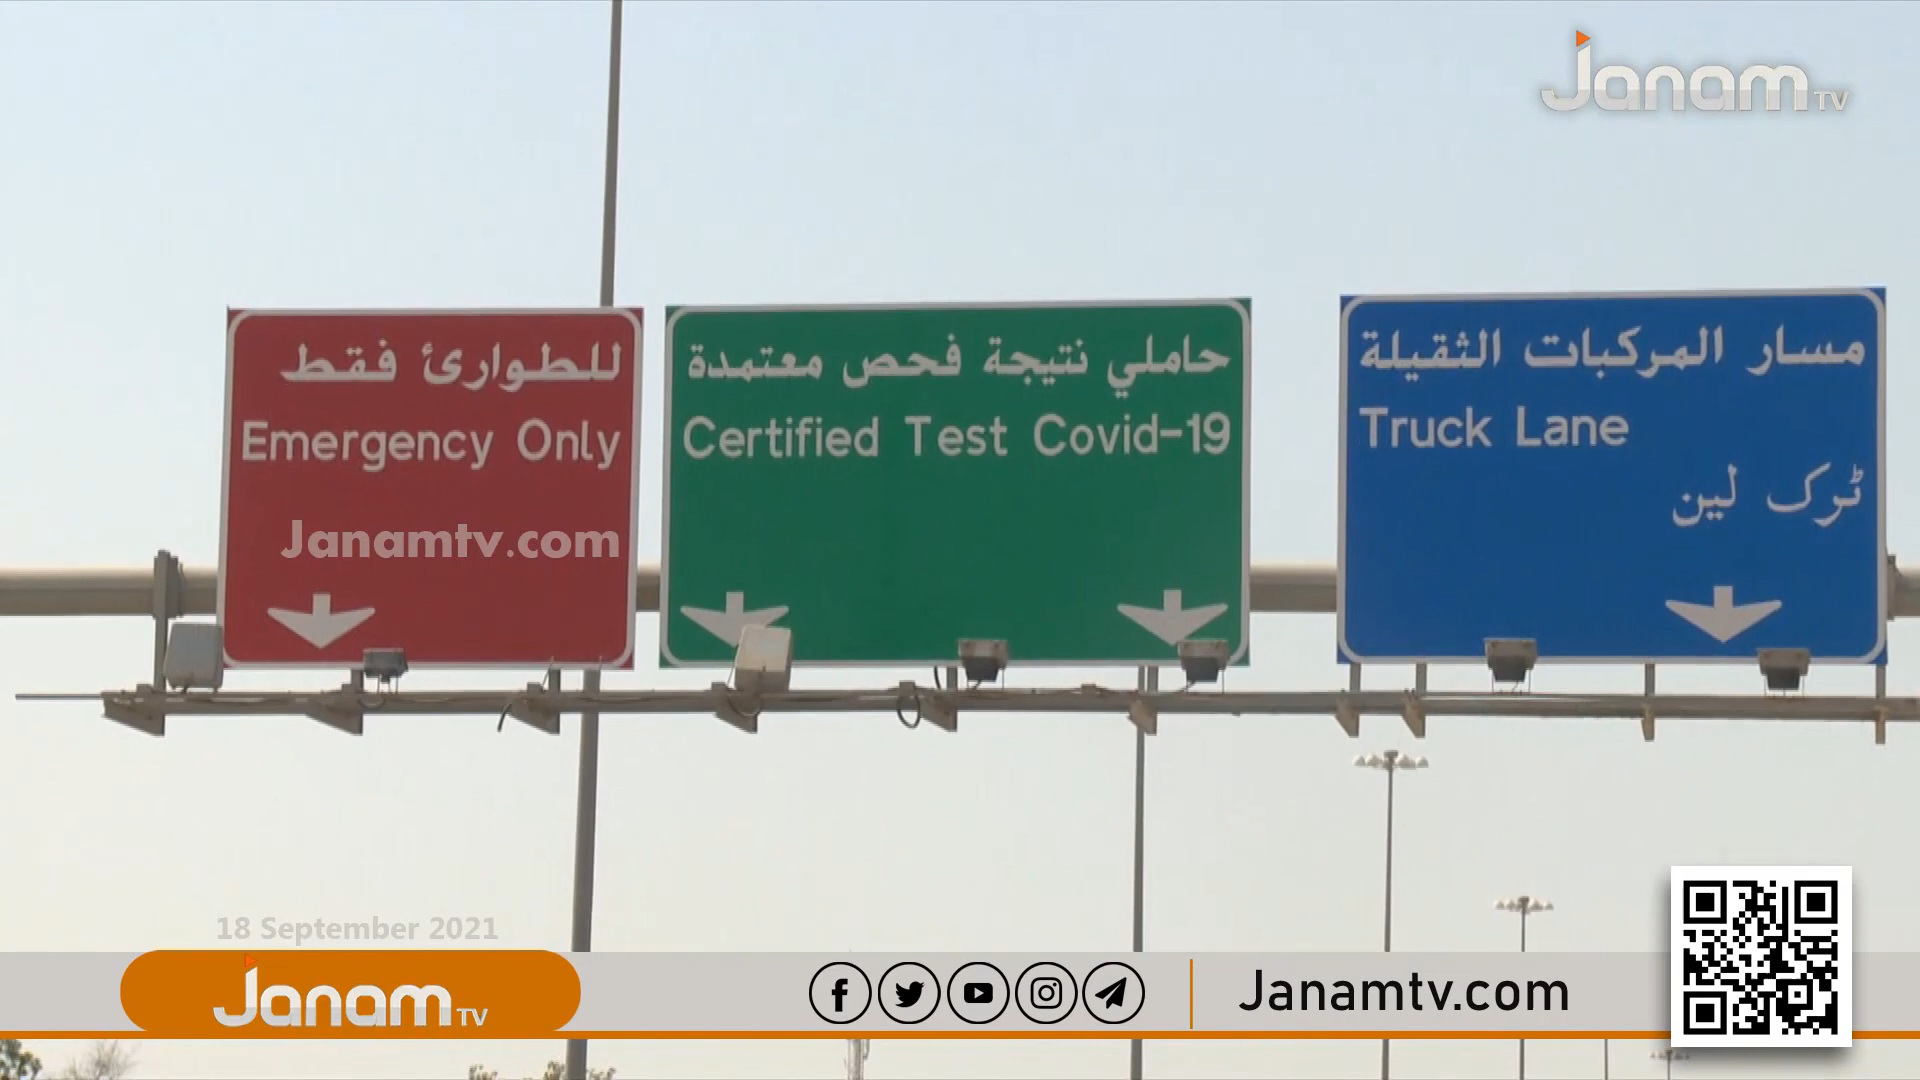 Janam TV
للطوارئ فقط
Emergency Only
Janamtv.com
حاملي نتيجة فحص معتمدة
Certified Test Covid-19
مسار المركبات الثقيلة
Truck Lane
ٹرک لین
18 September 2021
Janam TV
Janamtv.com